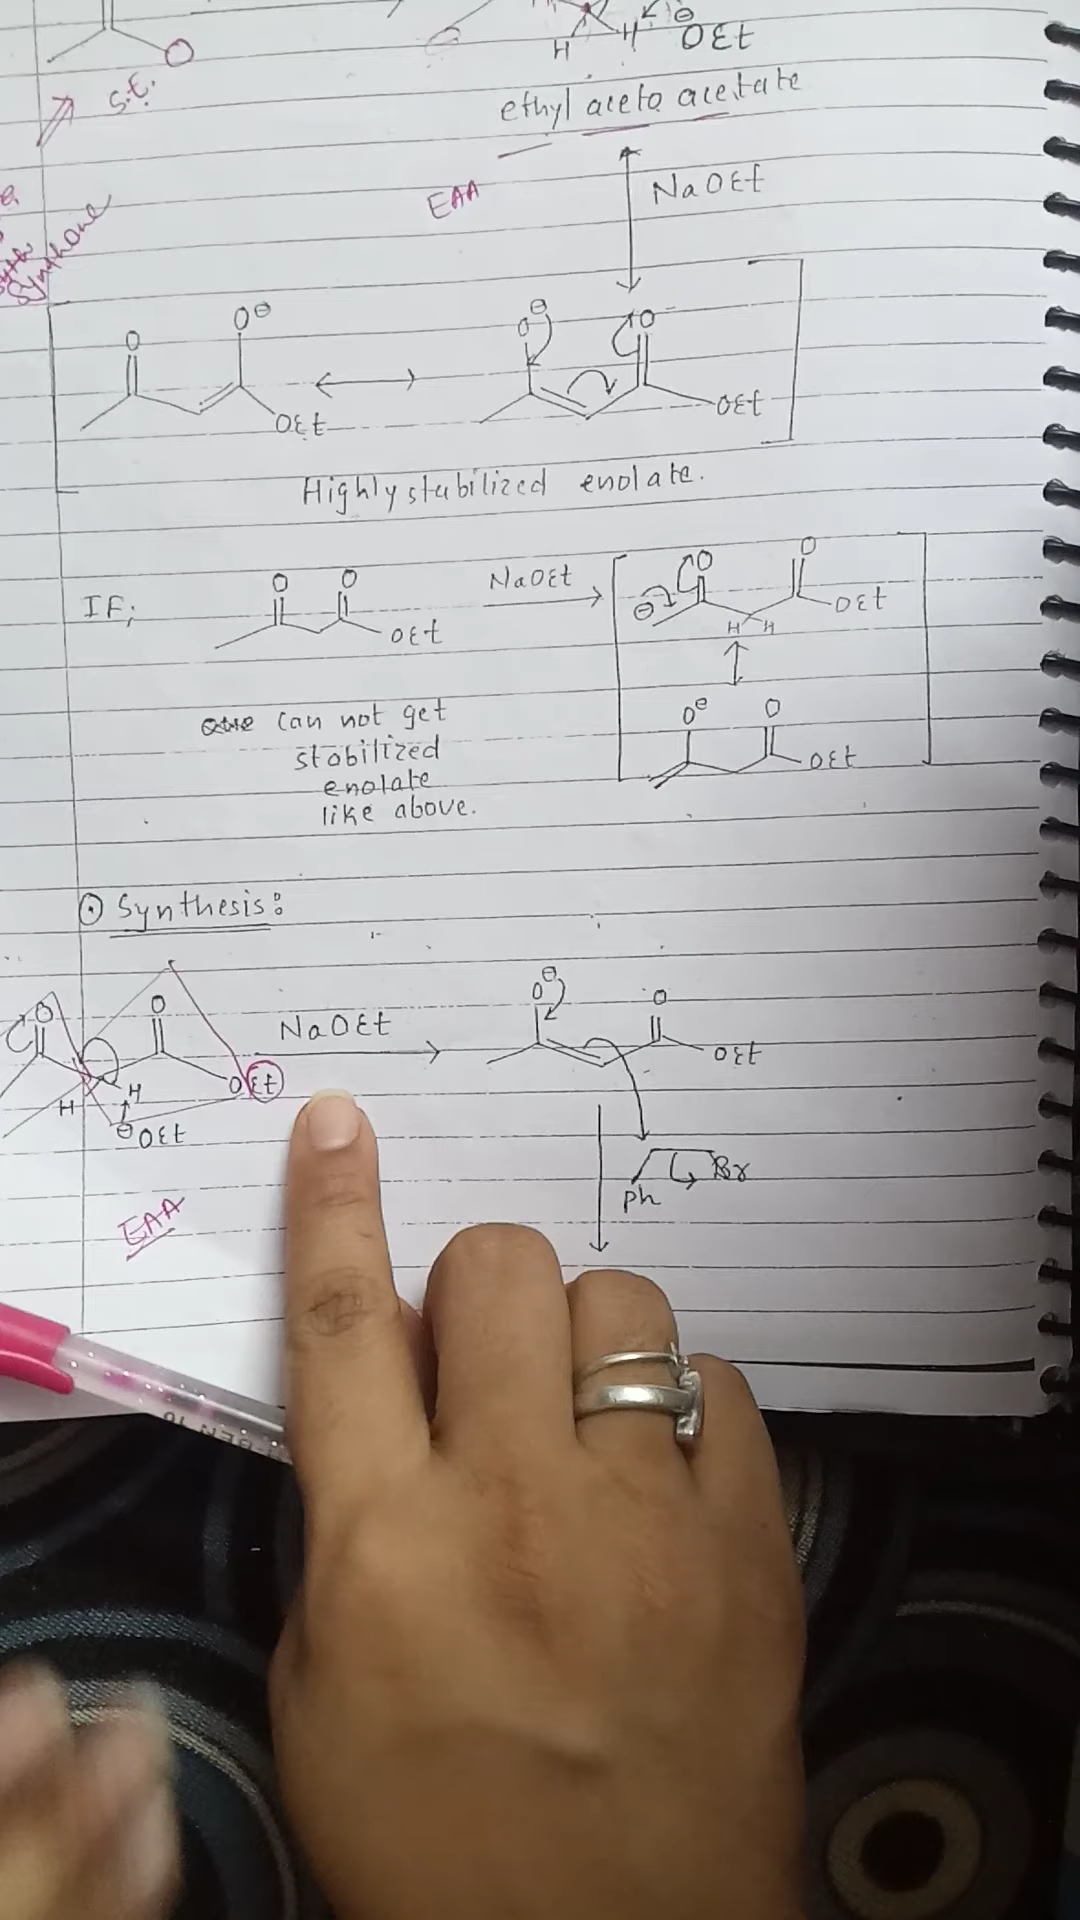 H H ⊖ OEt
S.E.
ethyl aceto acetate
EAA
NaOEt
Synthone
O O⊖ O⊖ O
OEt OEt
Highly stabilized enolate.
IF; O O NaOEt ⊖ O O
OEt H H OEt
can not get
stabilized
enolate
like above.
O⊖ O
OEt
⊙ Synthesis:
O O NaOEt O⊖ O
H H OEt OEt
⊖OEt
Ph Br
EAA